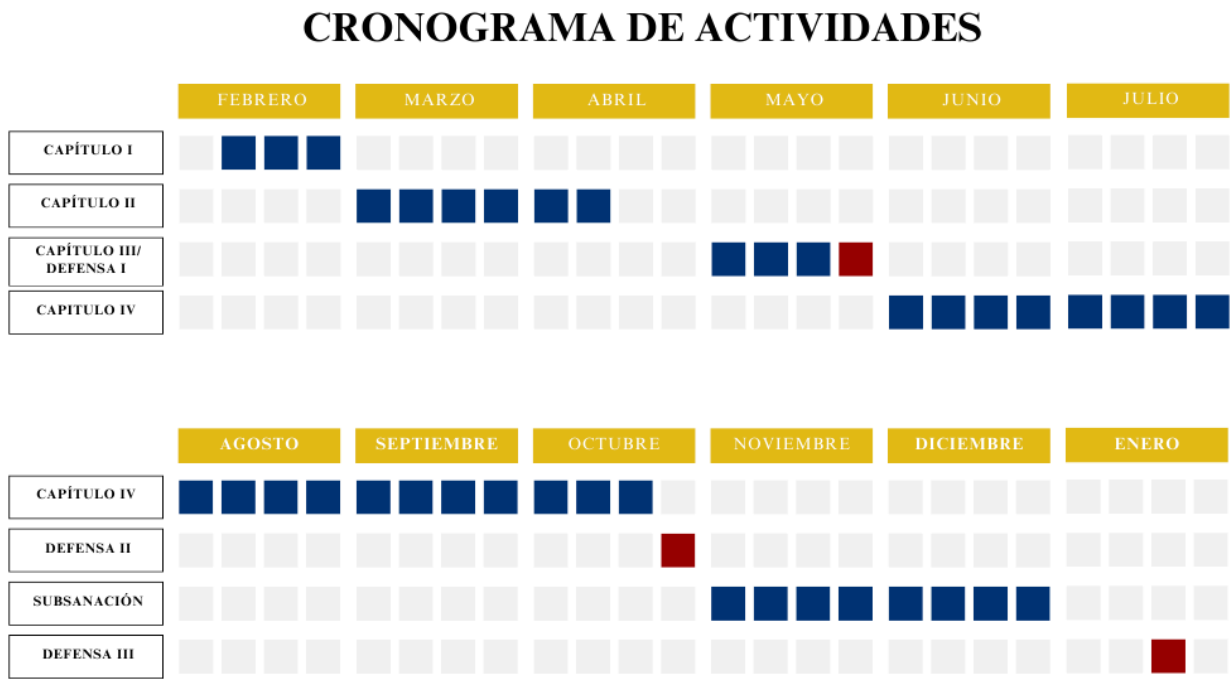 CRONOGRAMA DE ACTIVIDADES
FEBRERO MARZO ABRIL MAYO JUNIO JULIO
CAPÍTULO I
CAPÍTULO II
CAPÍTULO III/
DEFENSA I
CAPITULO IV
AGOSTO SEPTIEMBRE OCTUBRE NOVIEMBRE DICIEMBRE ENERO
CAPÍTULO IV
DEFENSA II
SUBSANACIÓN
DEFENSA III